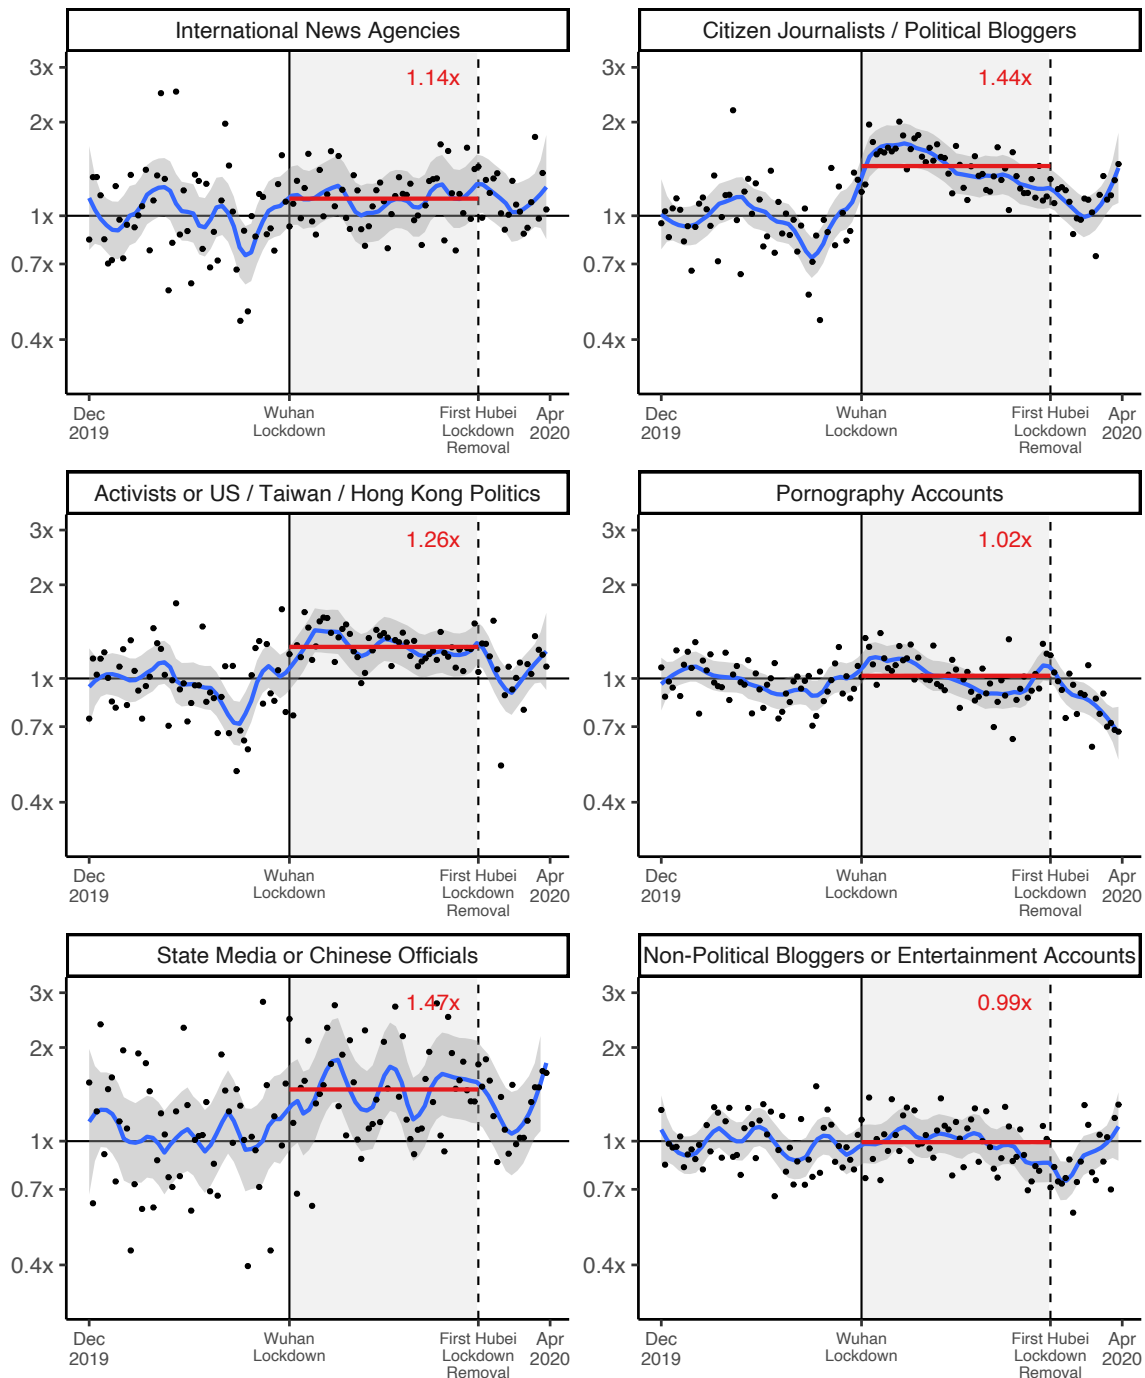 International News Agencies
1.14x
3x
2x
1x
0.7x
0.4x
Dec
2019
Wuhan
Lockdown
First Hubei
Lockdown
Removal
Apr
2020
Citizen Journalists / Political Bloggers
1.44x
3x
2x
1x
0.7x
0.4x
Dec
2019
Wuhan
Lockdown
First Hubei
Lockdown
Removal
Apr
2020
Activists or US / Taiwan / Hong Kong Politics
1.26x
3x
2x
1x
0.7x
0.4x
Dec
2019
Wuhan
Lockdown
First Hubei
Lockdown
Removal
Apr
2020
Pornography Accounts
1.02x
3x
2x
1x
0.7x
0.4x
Dec
2019
Wuhan
Lockdown
First Hubei
Lockdown
Removal
Apr
2020
State Media or Chinese Officials
1.47x
3x
2x
1x
0.7x
0.4x
Dec
2019
Wuhan
Lockdown
First Hubei
Lockdown
Removal
Apr
2020
Non-Political Bloggers or Entertainment Accounts
0.99x
3x
2x
1x
0.7x
0.4x
Dec
2019
Wuhan
Lockdown
First Hubei
Lockdown
Removal
Apr
2020